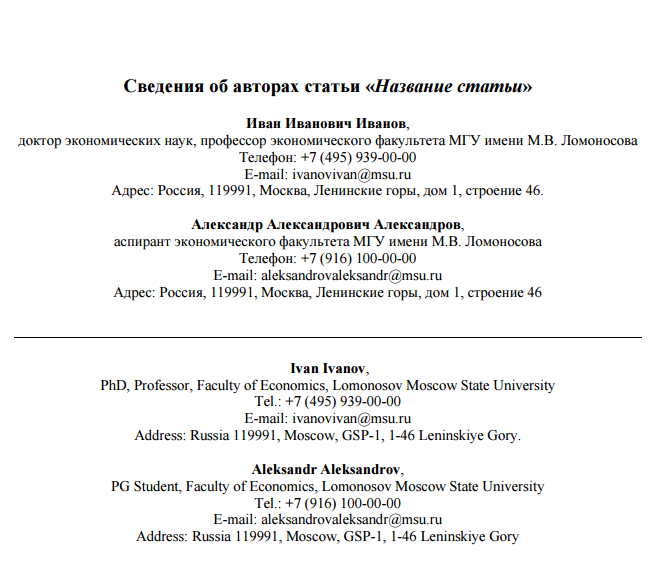 Сведения об авторах статьи «Название статьи»
Иван Иванович Иванов,
доктор экономических наук, профессор экономического факультета МГУ имени М.В. Ломоносова
Телефон: +7 (495) 939-00-00
E-mail: ivanovivan@msu.ru
Адрес: Россия, 119991, Москва, Ленинские горы, дом 1, строение 46.
Александр Александрович Александров,
аспирант экономического факультета МГУ имени М.В. Ломоносова
Телефон: +7 (916) 100-00-00
E-mail: aleksandrovaleksandr@msu.ru
Адрес: Россия, 119991, Москва, Ленинские горы, дом 1, строение 46
Ivan Ivanov,
PhD, Professor, Faculty of Economics, Lomonosov Moscow State University
Tel.: +7 (495) 939-00-00
E-mail: ivanovivan@msu.ru
Address: Russia 119991, Moscow, GSP-1, 1-46 Leninskiye Gory.
Aleksandr Aleksandrov,
PG Student, Faculty of Economics, Lomonosov Moscow State University
Tel.: +7 (916) 100-00-00
E-mail: aleksandrovaleksandr@msu.ru
Address: Russia 119991, Moscow, GSP-1, 1-46 Leninskiye Gory